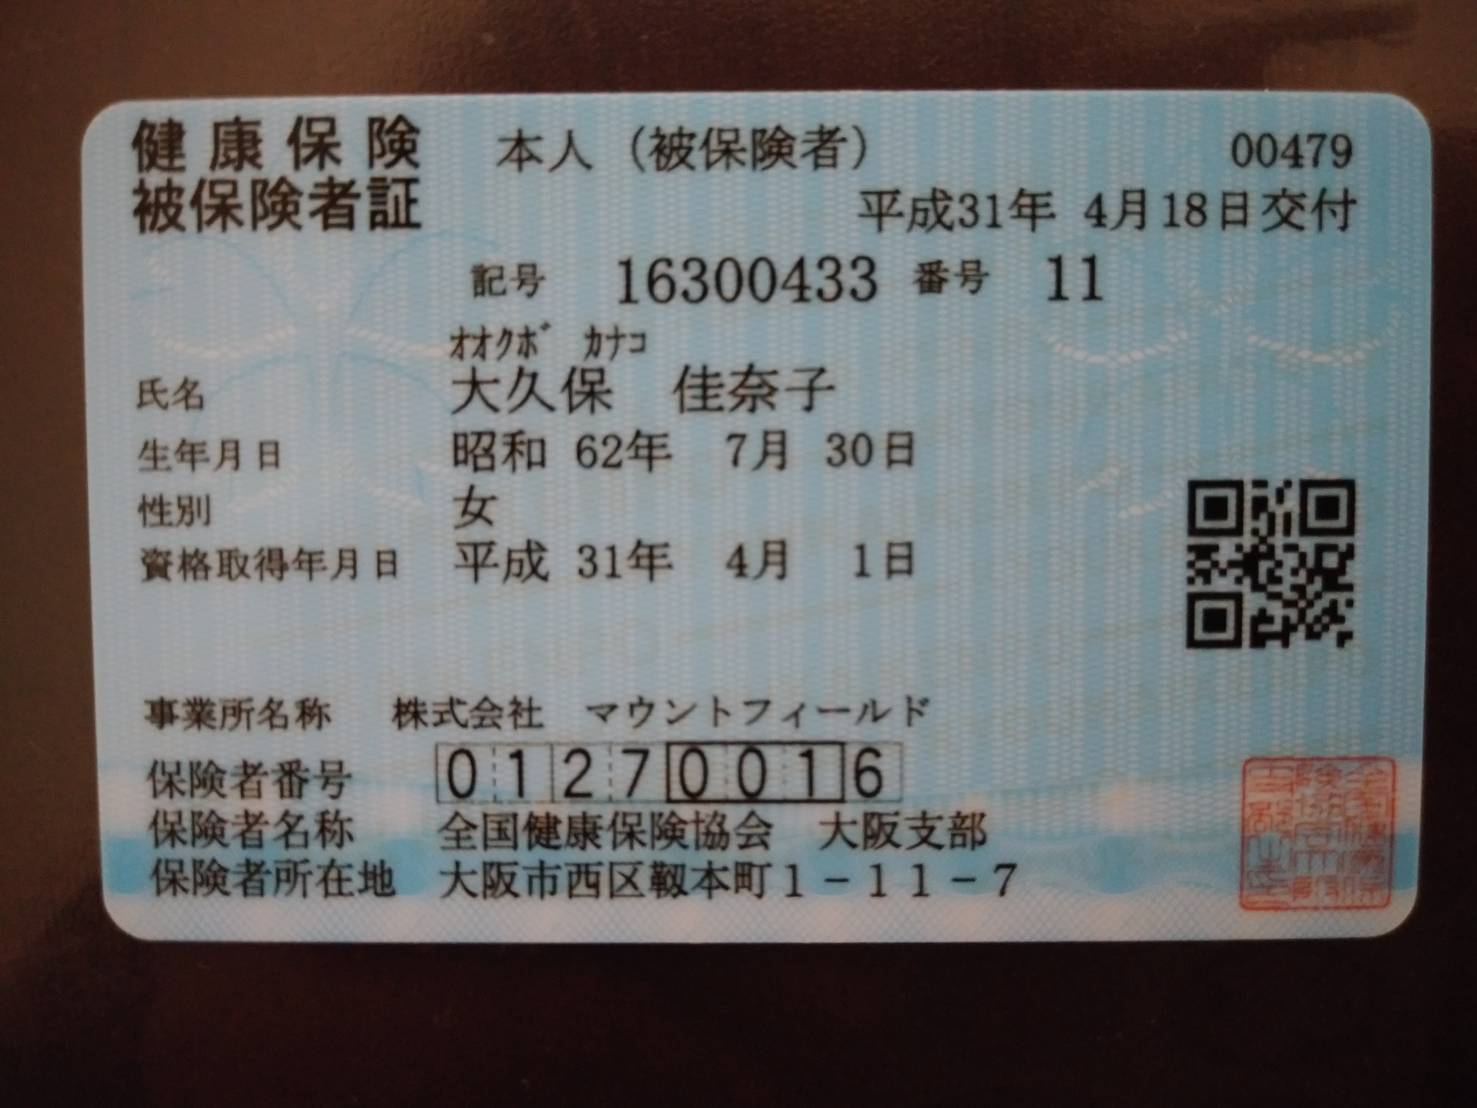 健康保険 本人（被保険者） 00479
被保険者証 平成31年 4月18日交付
記号 16300433 番号 11
ｵｵｸﾎﾞ ｶﾅｺ
氏名 大久保 佳奈子
生年月日 昭和 62年 7月 30日
性別 女
資格取得年月日 平成 31年 4月 1日
事業所名称 株式会社 マウントフィールド
保険者番号 01270016
保険者名称 全国健康保険協会 大阪支部
保険者所在地 大阪市西区靱本町１－１１－７